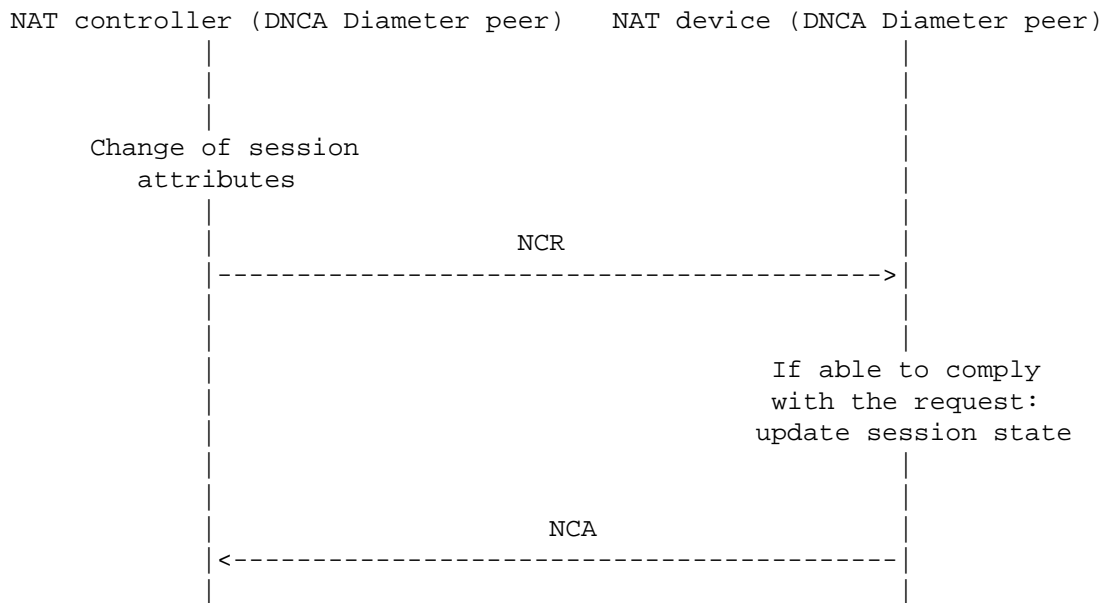 NAT controller (DNCA Diameter peer) NAT device (DNCA Diameter peer)
Change of session
attributes
NCR
If able to comply
with the request:
update session state
NCA